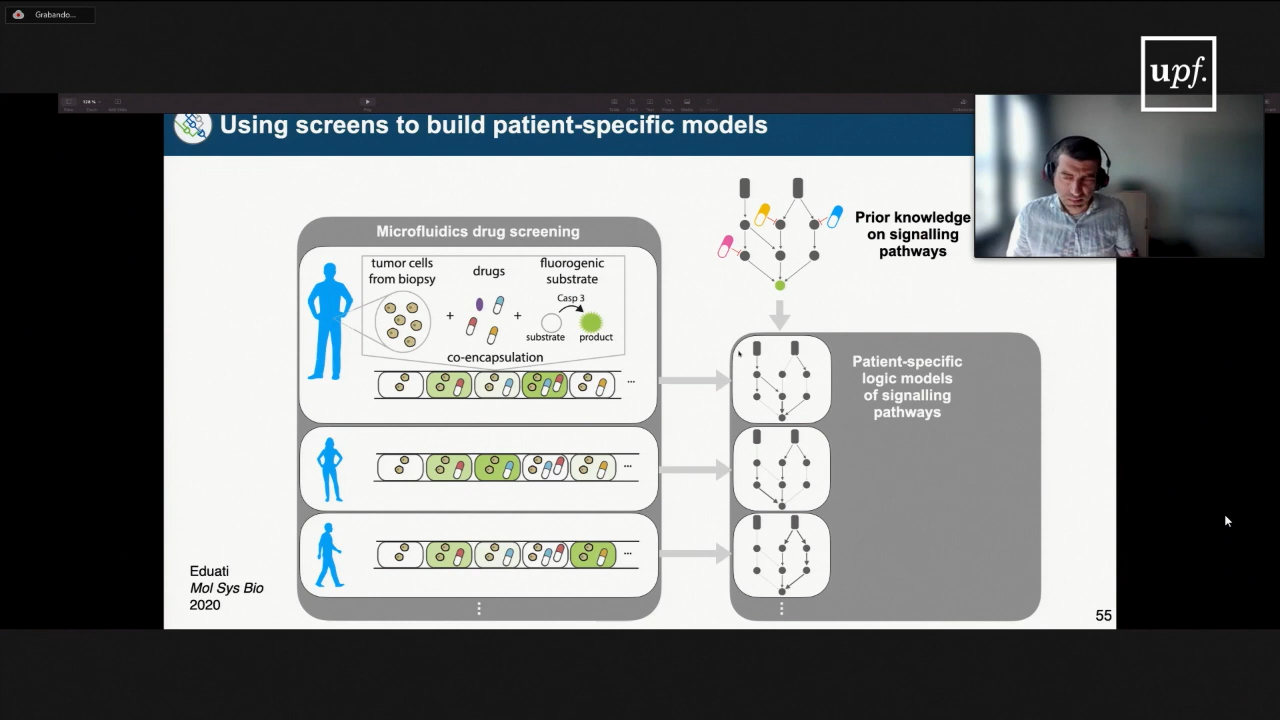 Grabando...
upf.
128 %
Using screens to build patient-specific models
Prior knowledge
on signalling
pathways
Microfluidics drug screening
tumor cells
from biopsy
drugs
fluorogenic
substrate
+
+
Casp 3
substrate
product
co-encapsulation
...
...
...
Patient-specific
logic models
of signalling
pathways
Eduati
Mol Sys Bio
2020
55